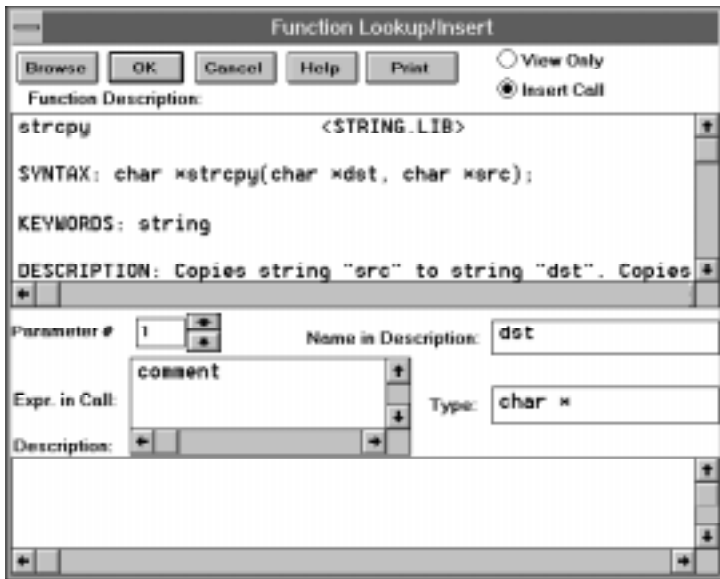 Function Lookup/Insert
Browse OK Cancel Help Print View Only
Insert Call
Function Description:
strcpy <STRING.LIB>
SYNTAX: char *strcpy(char *dst, char *src);
KEYWORDS: string
DESCRIPTION: Copies string "src" to string "dst". Copies
Parameter # 1 Name in Description: dst
Expr. in Call: comment Type: char *
Description: